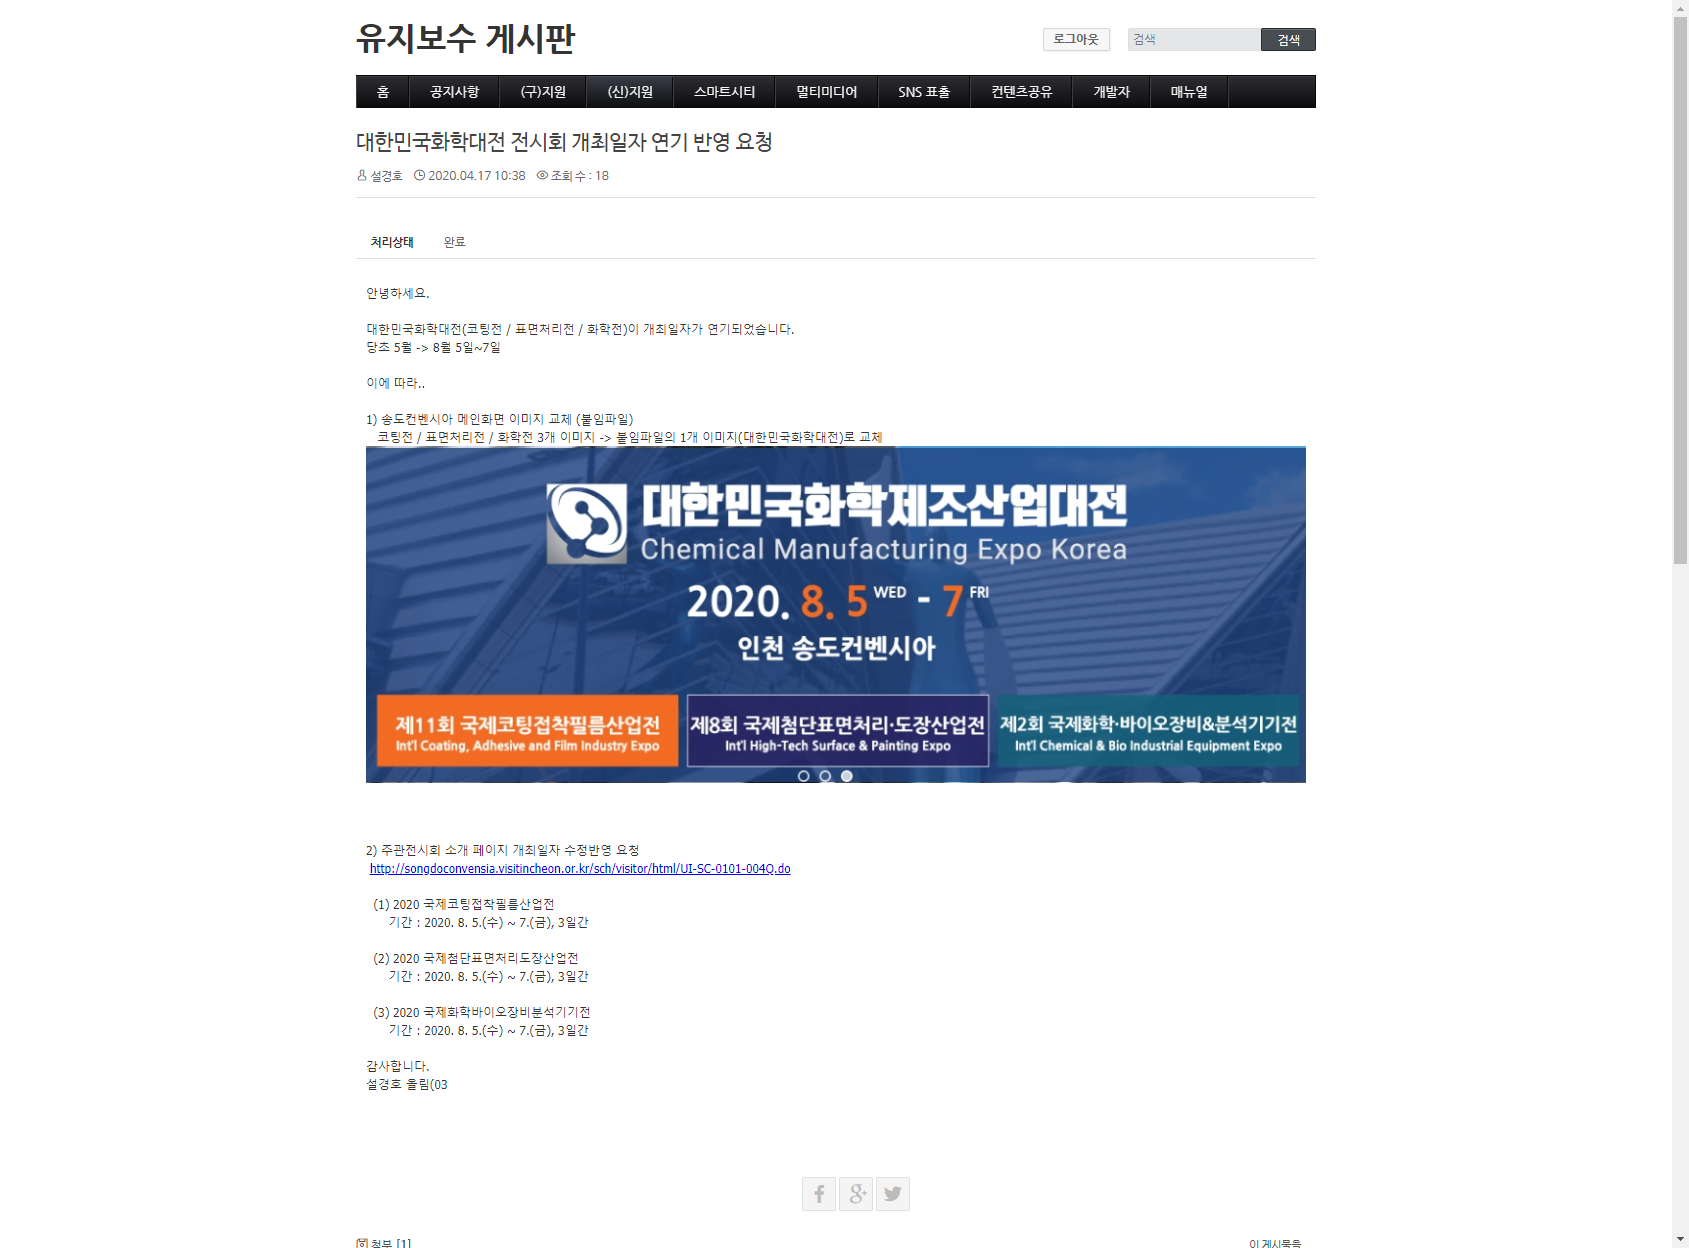 유지보수 게시판
로그아웃
검색
검색
홈 공지사항 (구)지원 (신)지원 스마트시티 멀티미디어 SNS 표출 컨텐츠공유 개발자 매뉴얼
대한민국화학대전 전시회 개최일자 연기 반영 요청
설경호 2020.04.17 10:38 조회 수 : 18
처리상태 완료
안녕하세요.
대한민국화학대전(코팅전 / 표면처리전 / 화학전)이 개최일자가 연기되었습니다.
당초 5월 -> 8월 5일~7일
이에 따라..
1) 송도컨벤시아 메인화면 이미지 교체 (붙임파일)
코팅전 / 표면처리전 / 화학전 3개 이미지 -> 붙임파일의 1개 이미지(대한민국화학대전)로 교체
대한민국화학제조산업대전
Chemical Manufacturing Expo Korea
2020. 8. 5 WED - 7 FRI
인천 송도컨벤시아
제11회 국제코팅접착필름산업전
Int'l Coating, Adhesive and Film Industry Expo
제8회 국제첨단표면처리·도장산업전
Int'l High-Tech Surface & Painting Expo
제2회 국제화학·바이오장비&분석기기전
Int'l Chemical & Bio Industrial Equipment Expo
2) 주관전시회 소개 페이지 개최일자 수정반영 요청
http://songdoconvensia.visitincheon.or.kr/sch/visitor/html/UI-SC-0101-004Q.do
(1) 2020 국제코팅접착필름산업전
기간 : 2020. 8. 5.(수) ~ 7.(금), 3일간
(2) 2020 국제첨단표면처리도장산업전
기간 : 2020. 8. 5.(수) ~ 7.(금), 3일간
(3) 2020 국제화학바이오장비분석기기전
기간 : 2020. 8. 5.(수) ~ 7.(금), 3일간
감사합니다.
설경호 올림(03
첨부 [1]
이 게시물을